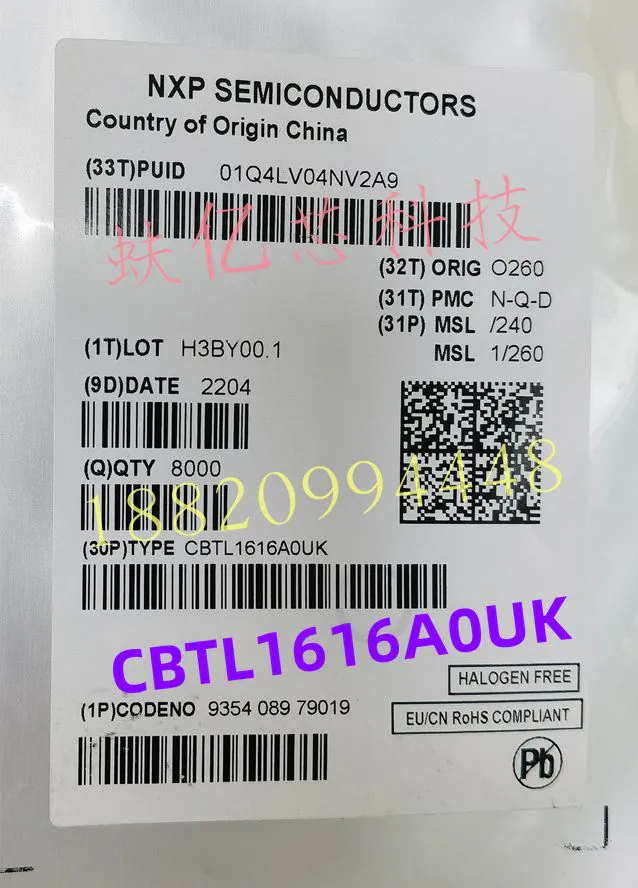 NXP SEMICONDUCTORS
Country of Origin China
(33T)PUID 01Q4LV04NV2A9
蚨亿芯科技
(32T) ORIG O260
(31T) PMC N-Q-D
(31P) MSL /240
MSL 1/260
(1T)LOT H3BY00.1
(9D)DATE 2204
(Q)QTY 8000
18820994448
(30P)TYPE CBTL1616A0UK
CBTL1616A0UK
HALOGEN FREE
(1P)CODENO 9354 089 79019
EU/CN RoHS COMPLIANT
Pb